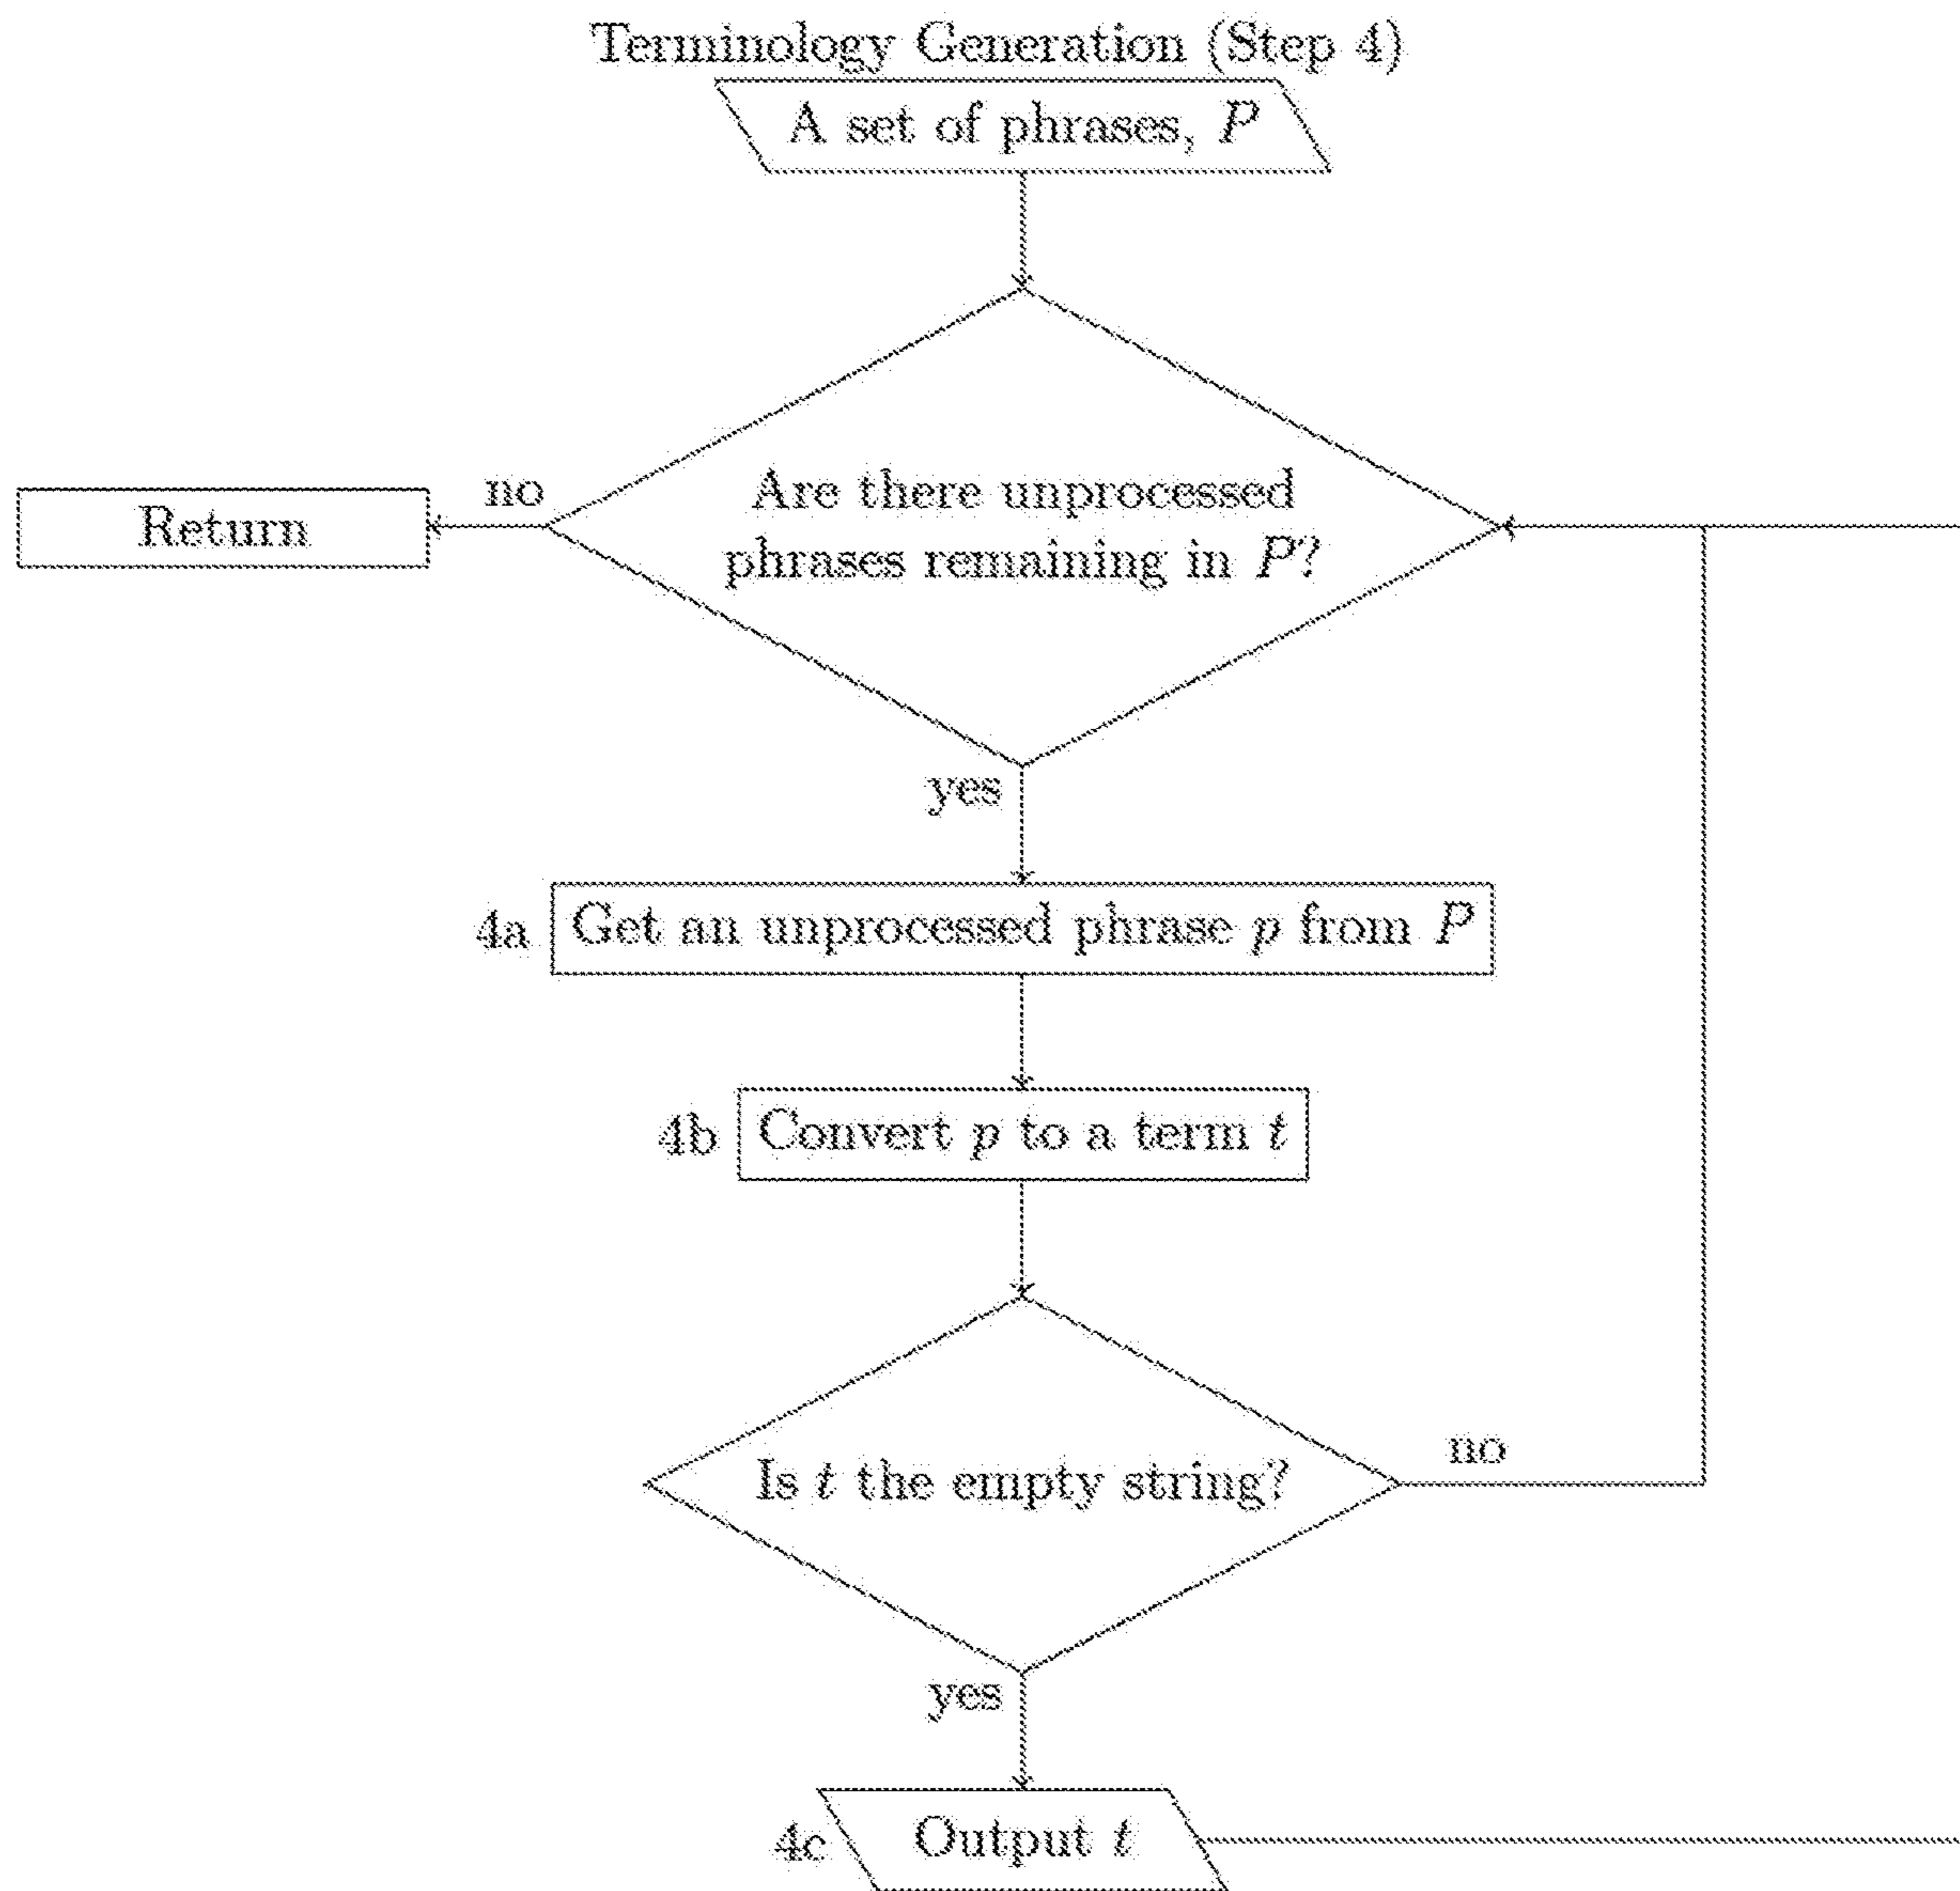 Terminology Generation (Step 4)
A set of phrases, P
Are there unprocessed
phrases remaining in P?
no
Return
yes
4a Get an unprocessed phrase p from P
4b Convert p to a term t
Is t the empty string?
no
yes
4c Output t